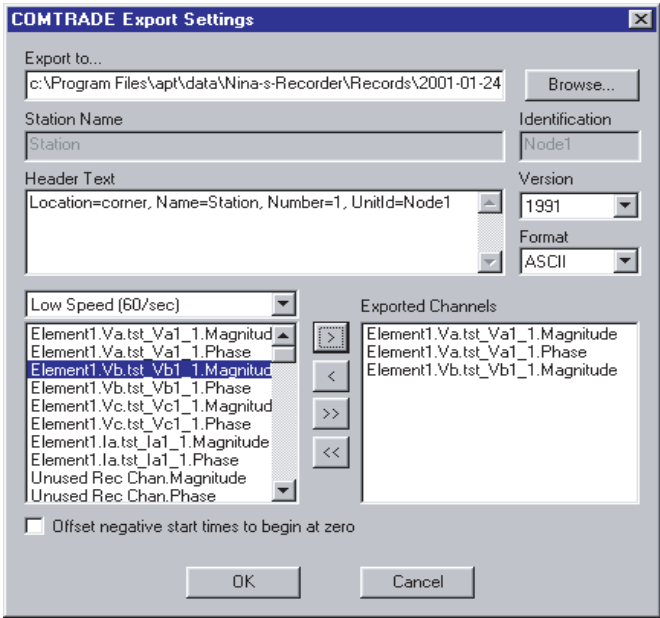 COMTRADE Export Settings
Export to...
c:\Program Files\apt\data\Nina-s-Recorder\Records\2001-01-24
Browse...
Station Name
Identification
Station
Node1
Header Text
Version
Location=corner, Name=Station, Number=1, UnitId=Node1
1991
Format
ASCII
Low Speed (60/sec)
Exported Channels
Element1.Va.tst_Va1_1.Magnitud
Element1.Va.tst_Va1_1.Phase
Element1.Vb.tst_Vb1_1.Magnitud
Element1.Vb.tst_Vb1_1.Phase
Element1.Vc.tst_Vc1_1.Magnitud
Element1.Vc.tst_Vc1_1.Phase
Element1.Ia.tst_Ia1_1.Magnitude
Element1.Ia.tst_Ia1_1.Phase
Unused Rec Chan.Magnitude
Unused Rec Chan.Phase
>
<
>>
<<
Element1.Va.tst_Va1_1.Magnitude
Element1.Va.tst_Va1_1.Phase
Element1.Vb.tst_Vb1_1.Magnitude
Offset negative start times to begin at zero
OK
Cancel